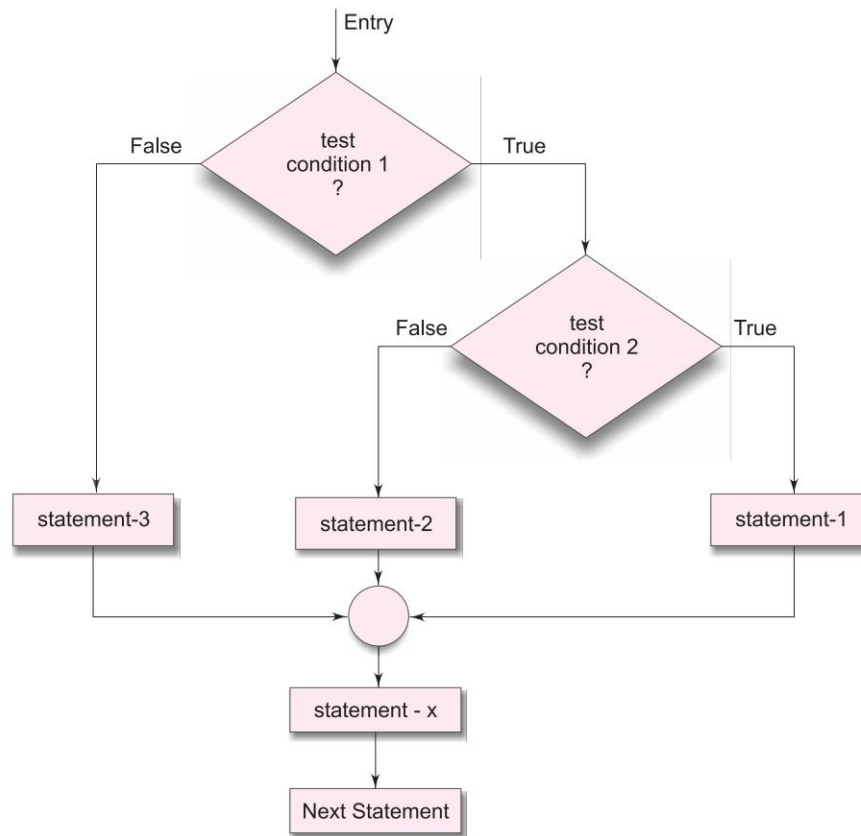 Entry
test
condition 1
?
False
True
test
condition 2
?
False
True
statement-3
statement-2
statement-1
statement - x
Next Statement